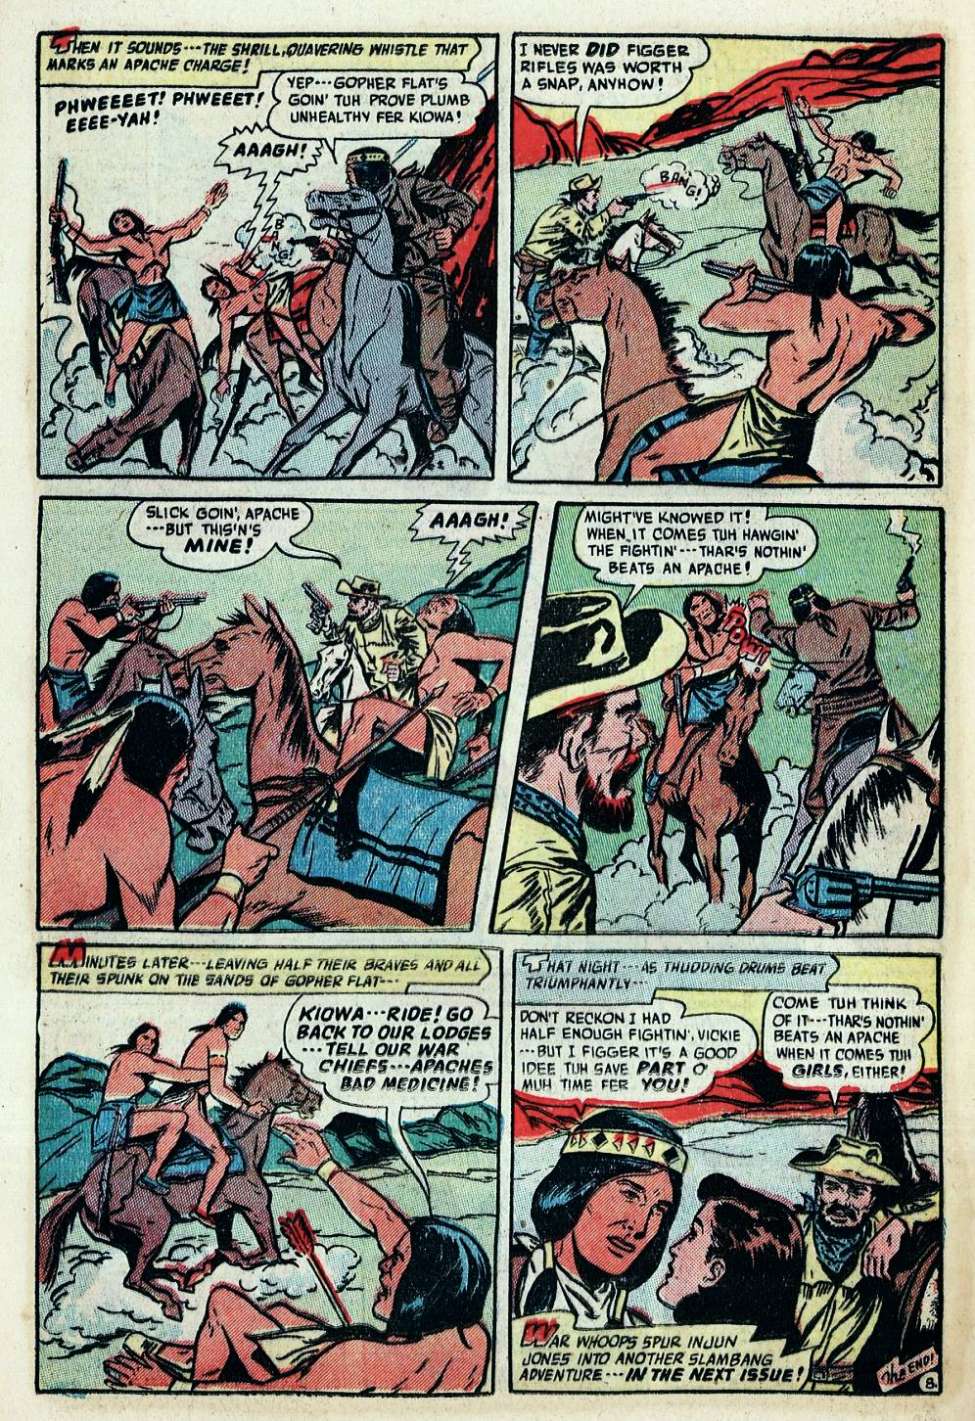 THEN IT SOUNDS---THE SHRILL, QUAVERING WHISTLE THAT
MARKS AN APACHE CHARGE!
PHWEEEET! PHWEEET!
EEEE-YAH!
YEP---GOPHER FLAT'S
GOIN' TUH PROVE PLUMB
UNHEALTHY FER KIOWA!
AAAGH!
BANG!
I NEVER DID FIGGER
RIFLES WAS WORTH
A SNAP, ANYHOW!
BANG!
SLICK GOIN', APACHE
---BUT THIS'N'S
MINE!
AAAGH!
MIGHT'VE KNOWED IT!
WHEN IT COMES TUH HAWGIN'
THE FIGHTIN'---THAR'S NOTHIN'
BEATS AN APACHE!
POW!
MINUTES LATER---LEAVING HALF THEIR BRAVES AND ALL
THEIR SPUNK ON THE SANDS OF GOPHER FLAT---
KIOWA---RIDE! GO
BACK TO OUR LODGES
---TELL OUR WAR
CHIEFS---APACHES
BAD MEDICINE!
THAT NIGHT---AS THUDDING DRUMS BEAT
TRIUMPHANTLY---
DON'T RECKON I HAD
HALF ENOUGH FIGHTIN', VICKIE
---BUT I FIGGER IT'S A GOOD
IDEE TUH SAVE PART O'
MUH TIME FER YOU!
COME TUH THINK
OF IT---THAR'S NOTHIN'
BEATS AN APACHE
WHEN IT COMES TUH
GIRLS, EITHER!
WAR WHOOPS SPUR INJUN
JONES INTO ANOTHER SLAMBANG
ADVENTURE---IN THE NEXT ISSUE!
The END!
8